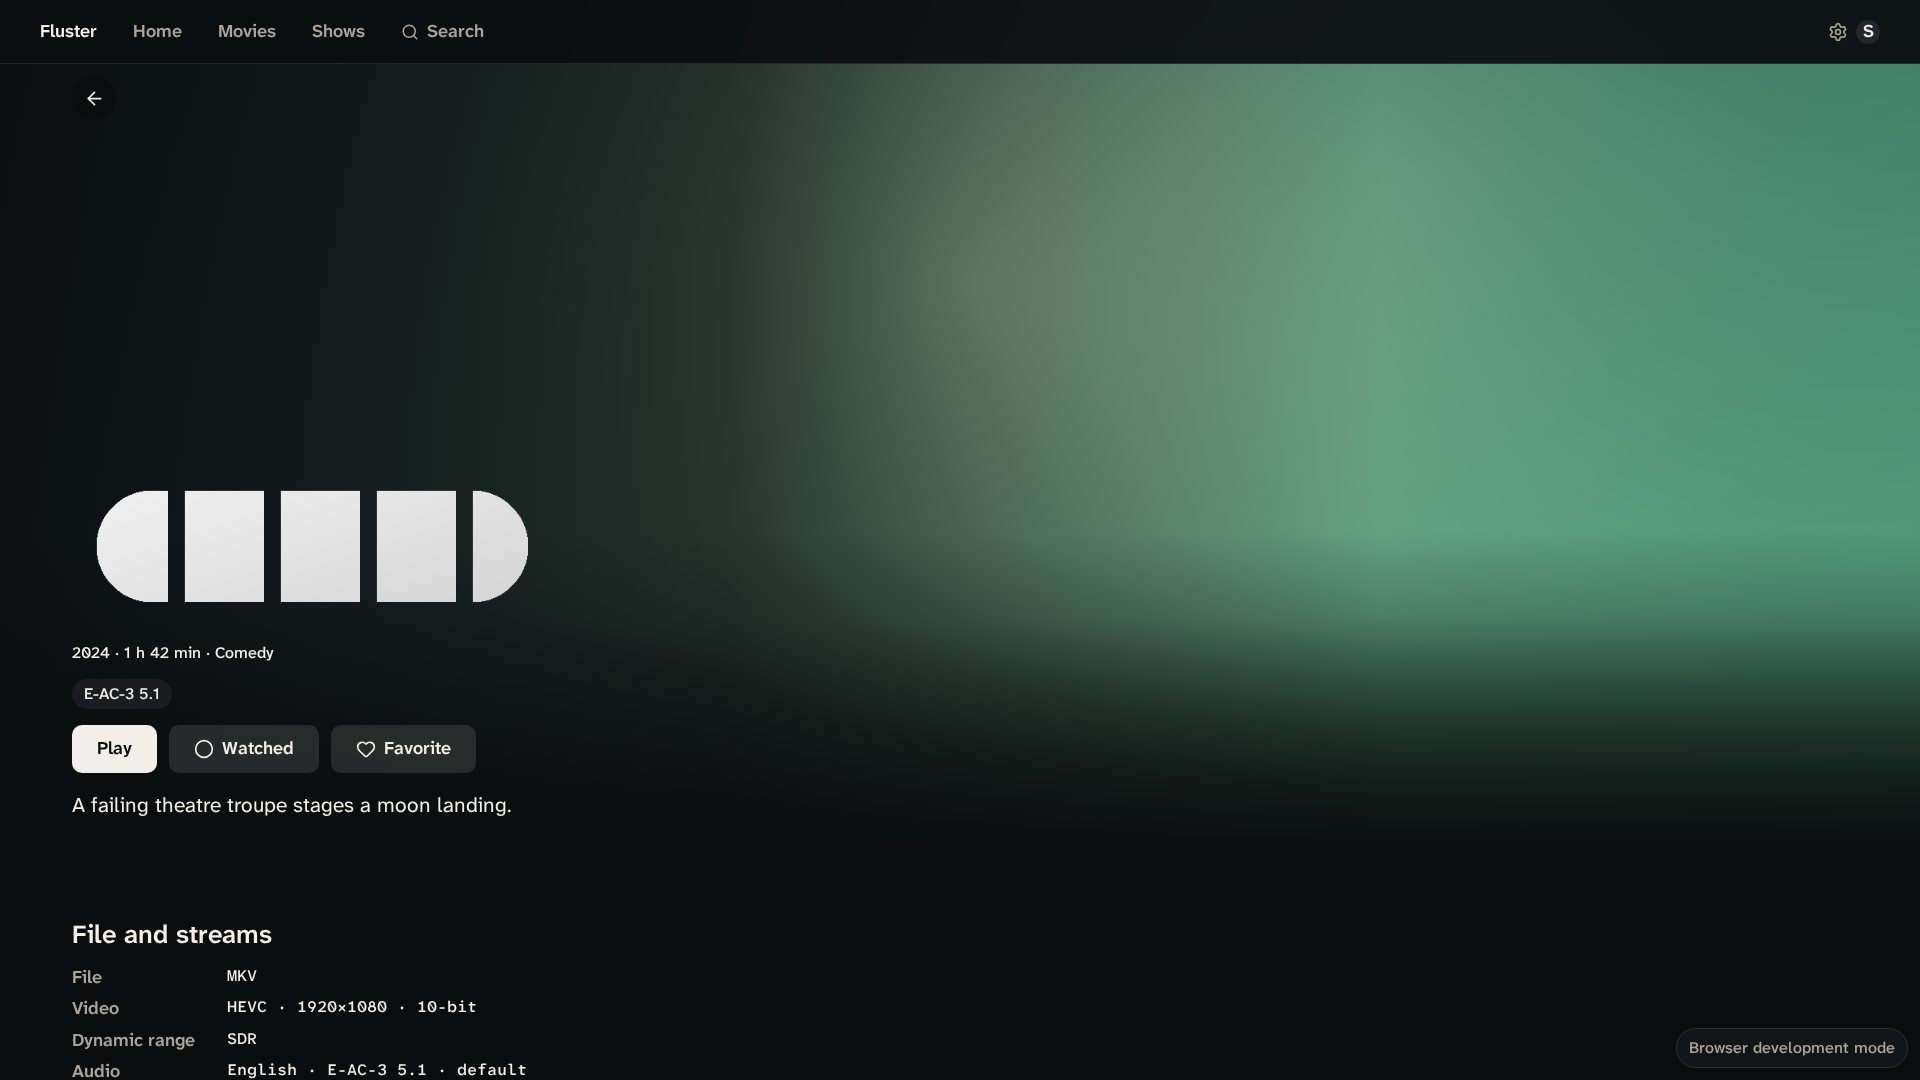 Fluster Home Movies Shows Search S
2024 · 1 h 42 min · Comedy
E-AC-3 5.1
Play Watched Favorite
A failing theatre troupe stages a moon landing.
File and streams
File MKV
Video HEVC · 1920×1080 · 10-bit
Dynamic range SDR
Audio English · E-AC-3 5.1 · default
Browser development mode